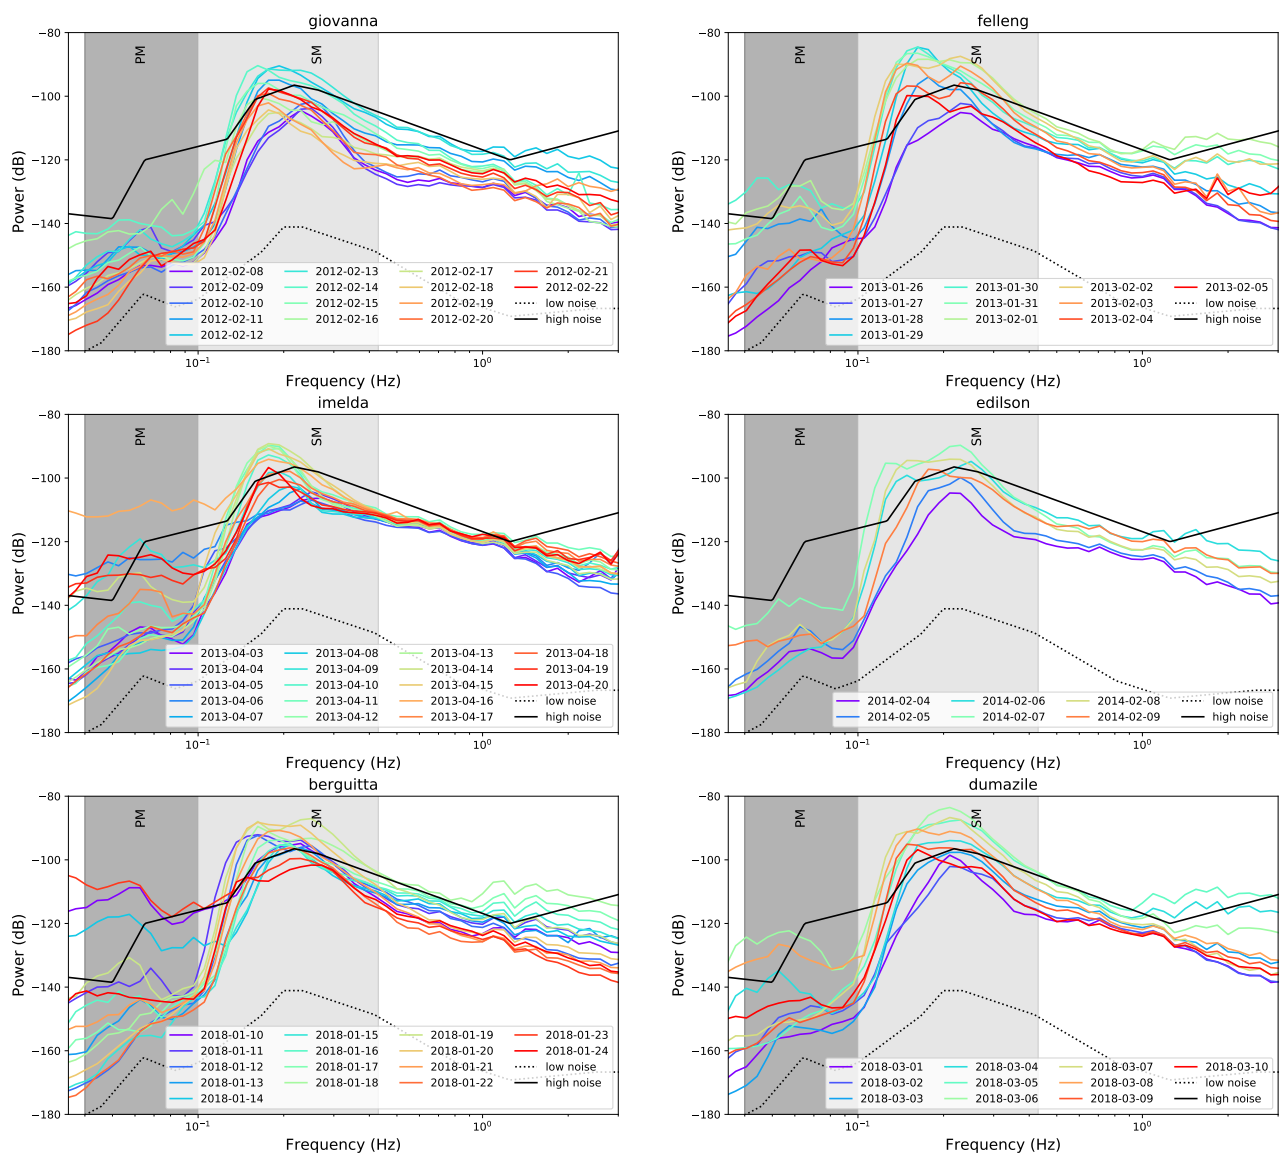 giovanna
−80
−100
−120
−140
−160
−180
Power (dB)
PM
SM
2012-02-08 2012-02-13 2012-02-17 2012-02-21
2012-02-09 2012-02-14 2012-02-18 2012-02-22
2012-02-10 2012-02-15 2012-02-19 low noise
2012-02-11 2012-02-16 2012-02-20 high noise
2012-02-12
10⁻¹ 10⁰
Frequency (Hz)
felleng
−80
−100
−120
−140
−160
−180
Power (dB)
PM
SM
2013-01-26 2013-01-30 2013-02-02 2013-02-05
2013-01-27 2013-01-31 2013-02-03 low noise
2013-01-28 2013-02-01 2013-02-04 high noise
2013-01-29
10⁻¹ 10⁰
Frequency (Hz)
imelda
−80
−100
−120
−140
−160
−180
Power (dB)
PM
SM
2013-04-03 2013-04-08 2013-04-13 2013-04-18
2013-04-04 2013-04-09 2013-04-14 2013-04-19
2013-04-05 2013-04-10 2013-04-15 2013-04-20
2013-04-06 2013-04-11 2013-04-16 low noise
2013-04-07 2013-04-12 2013-04-17 high noise
10⁻¹ 10⁰
Frequency (Hz)
edilson
−80
−100
−120
−140
−160
−180
Power (dB)
PM
SM
2014-02-04 2014-02-06 2014-02-08 low noise
2014-02-05 2014-02-07 2014-02-09 high noise
10⁻¹ 10⁰
Frequency (Hz)
berguitta
−80
−100
−120
−140
−160
−180
Power (dB)
PM
SM
2018-01-10 2018-01-15 2018-01-19 2018-01-23
2018-01-11 2018-01-16 2018-01-20 2018-01-24
2018-01-12 2018-01-17 2018-01-21 low noise
2018-01-13 2018-01-18 2018-01-22 high noise
2018-01-14
10⁻¹ 10⁰
Frequency (Hz)
dumazile
−80
−100
−120
−140
−160
−180
Power (dB)
PM
SM
2018-03-01 2018-03-04 2018-03-07 2018-03-10
2018-03-02 2018-03-05 2018-03-08 low noise
2018-03-03 2018-03-06 2018-03-09 high noise
10⁻¹ 10⁰
Frequency (Hz)